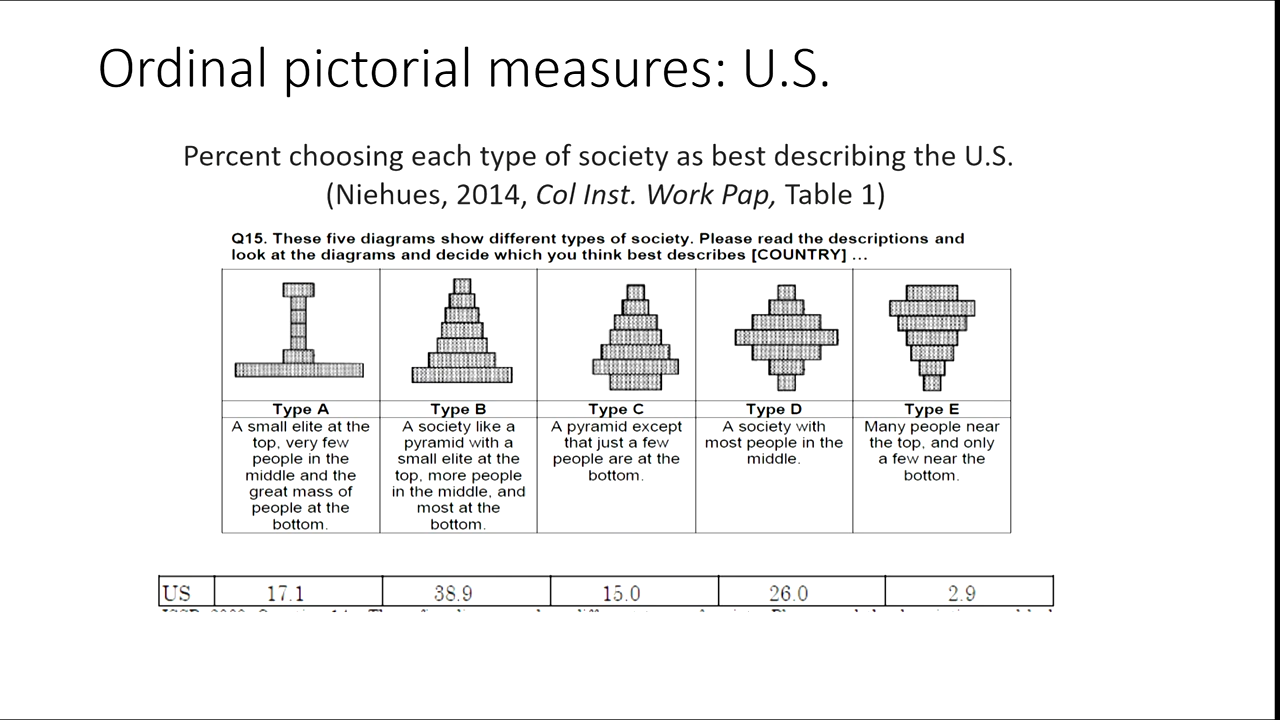 Ordinal pictorial measures: U.S.
Percent choosing each type of society as best describing the U.S.
(Niehues, 2014, Col Inst. Work Pap, Table 1)
Q15. These five diagrams show different types of society. Please read the descriptions and
look at the diagrams and decide which you think best describes [COUNTRY] ...
Type A
A small elite at the
top, very few
people in the
middle and the
great mass of
people at the
bottom.
Type B
A society like a
pyramid with a
small elite at the
top, more people
in the middle, and
most at the
bottom.
Type C
A pyramid except
that just a few
people are at the
bottom.
Type D
A society with
most people in the
middle.
Type E
Many people near
the top, and only
a few near the
bottom.
US 17.1 38.9 15.0 26.0 2.9